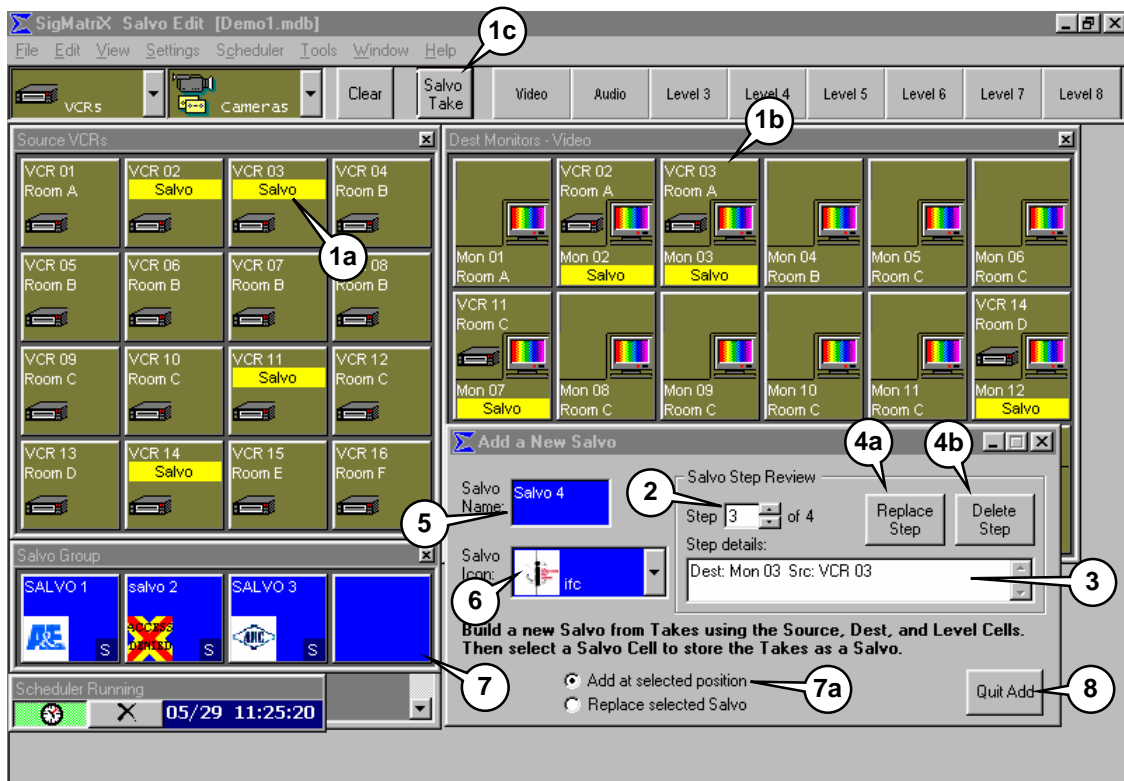 SigMatriX Salvo Edit [Demo1.mdb]
1c
File Edit View Settings Scheduler Tools Window Help
VCRs
Cameras
Clear
Salvo
Take
Video
Audio
Level 3
Level 4
Level 5
Level 6
Level 7
Level 8
Source VCRs
VCR 01
Room A
VCR 02
Salvo
VCR 03
Salvo
VCR 04
Room B
1a
VCR 05
Room B
VCR 06
Room B
VCR 07
Room B
08
Room B
VCR 09
Room C
VCR 10
Room C
VCR 11
Salvo
VCR 12
Room C
VCR 13
Room D
VCR 14
Salvo
VCR 15
Room E
VCR 16
Room F
Dest Monitors - Video
1b
Mon 01
Room A
VCR 02
Room A
Mon 02
Salvo
VCR 03
Room A
Mon 03
Salvo
Mon 04
Room B
Mon 05
Room C
Mon 06
Room C
VCR 11
Room C
Mon 07
Salvo
Mon 08
Room C
Mon 09
Room C
Mon 10
Room C
Mon 11
Room C
VCR 14
Room D
Mon 12
Salvo
Salvo Group
SALVO 1
A&E
S
salvo 2
ACCESS
DENIED
S
SALVO 3
S
7
Scheduler Running
05/29 11:25:20
Add a New Salvo
Salvo
Name:
Salvo 4
5
Salvo
Icon:
ifc
6
Salvo Step Review
2
Step 3 of 4
4a
Replace
Step
4b
Delete
Step
Step details:
Dest: Mon 03 Src: VCR 03
3
Build a new Salvo from Takes using the Source, Dest, and Level Cells.
Then select a Salvo Cell to store the Takes as a Salvo.
Add at selected position
7a
Replace selected Salvo
Quit Add
8